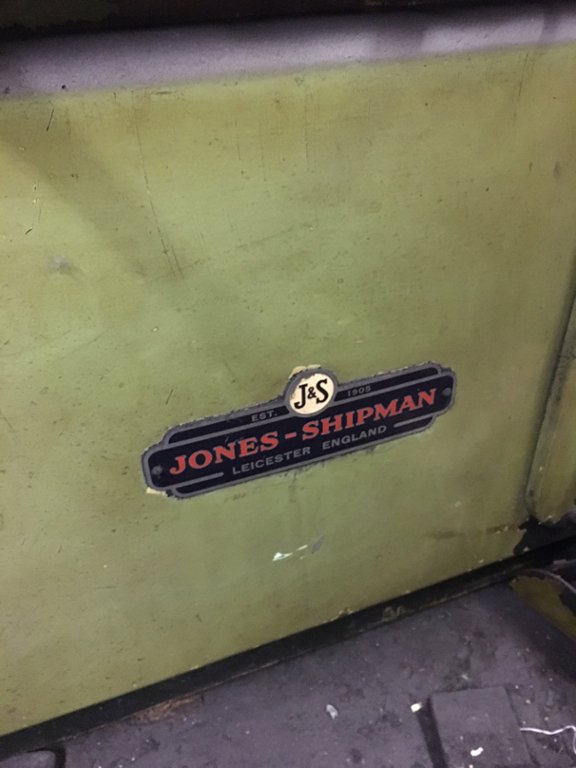 J&S
EST. 1905
JONES-SHIPMAN
LEICESTER ENGLAND